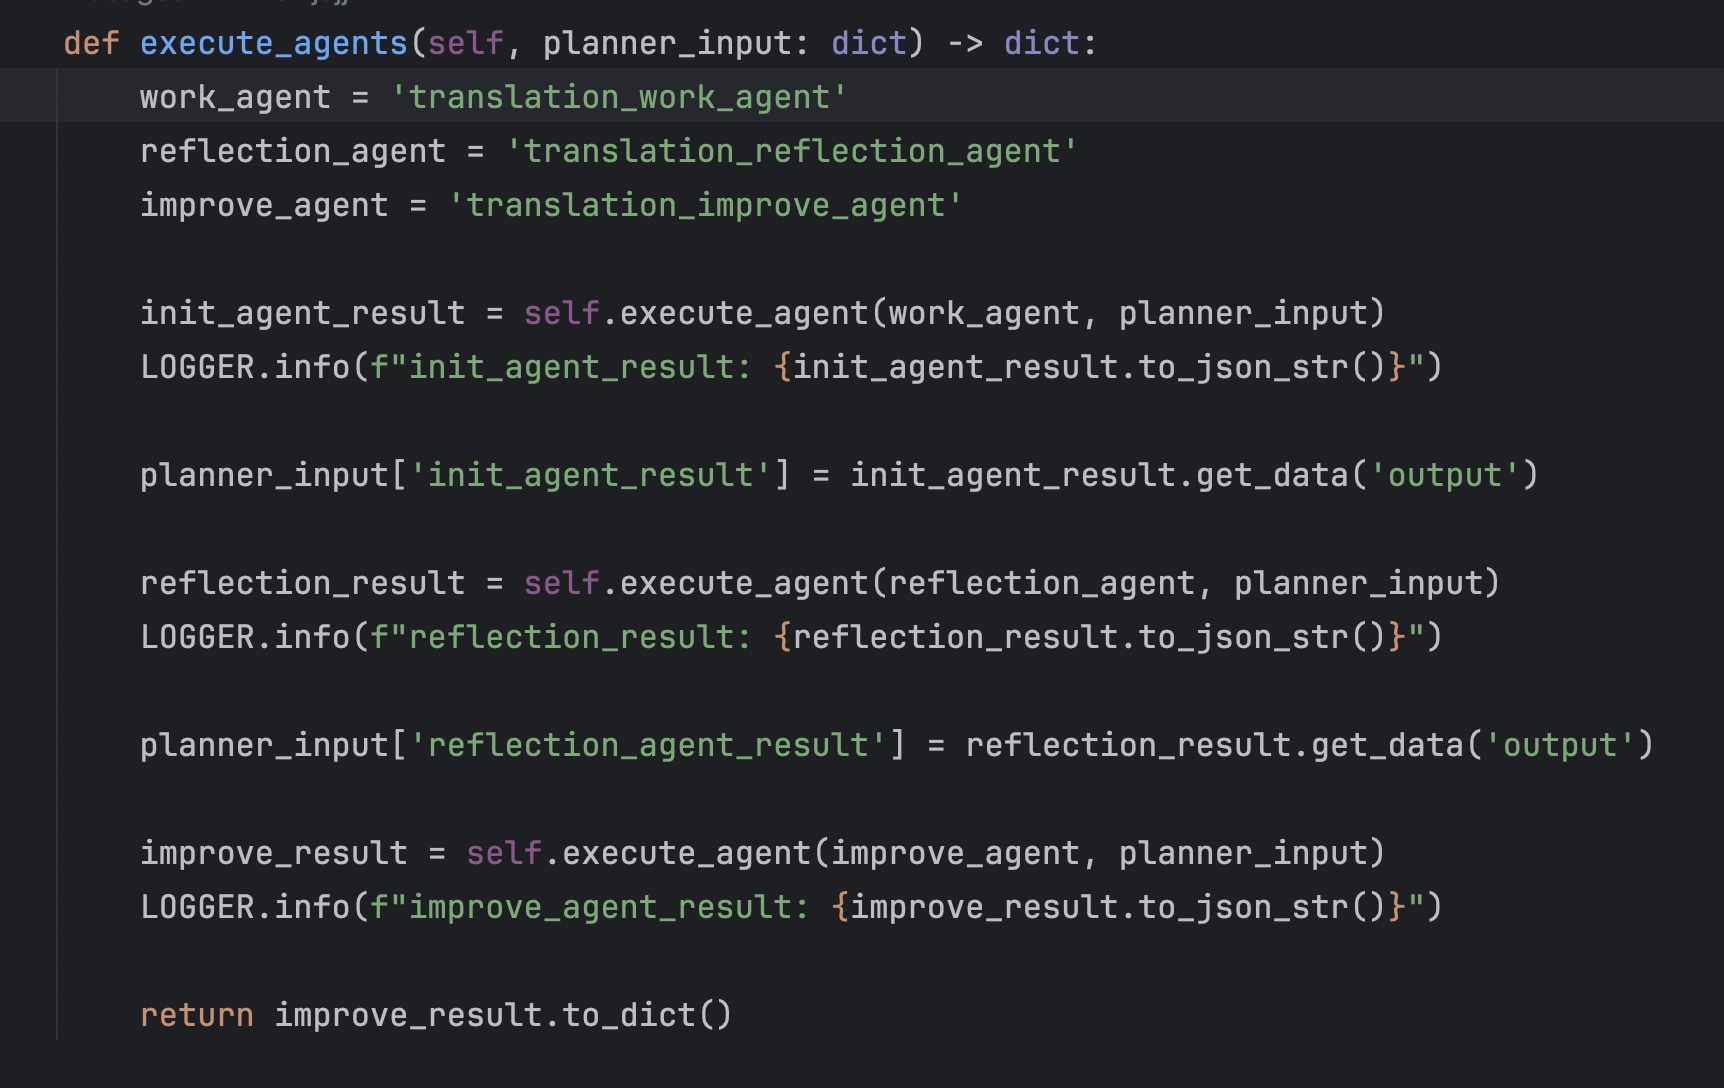 def execute_agents(self, planner_input: dict) -> dict:
    work_agent = 'translation_work_agent'
    reflection_agent = 'translation_reflection_agent'
    improve_agent = 'translation_improve_agent'

    init_agent_result = self.execute_agent(work_agent, planner_input)
    LOGGER.info(f"init_agent_result: {init_agent_result.to_json_str()}")

    planner_input['init_agent_result'] = init_agent_result.get_data('output')

    reflection_result = self.execute_agent(reflection_agent, planner_input)
    LOGGER.info(f"reflection_result: {reflection_result.to_json_str()}")

    planner_input['reflection_agent_result'] = reflection_result.get_data('output')

    improve_result = self.execute_agent(improve_agent, planner_input)
    LOGGER.info(f"improve_agent_result: {improve_result.to_json_str()}")

    return improve_result.to_dict()